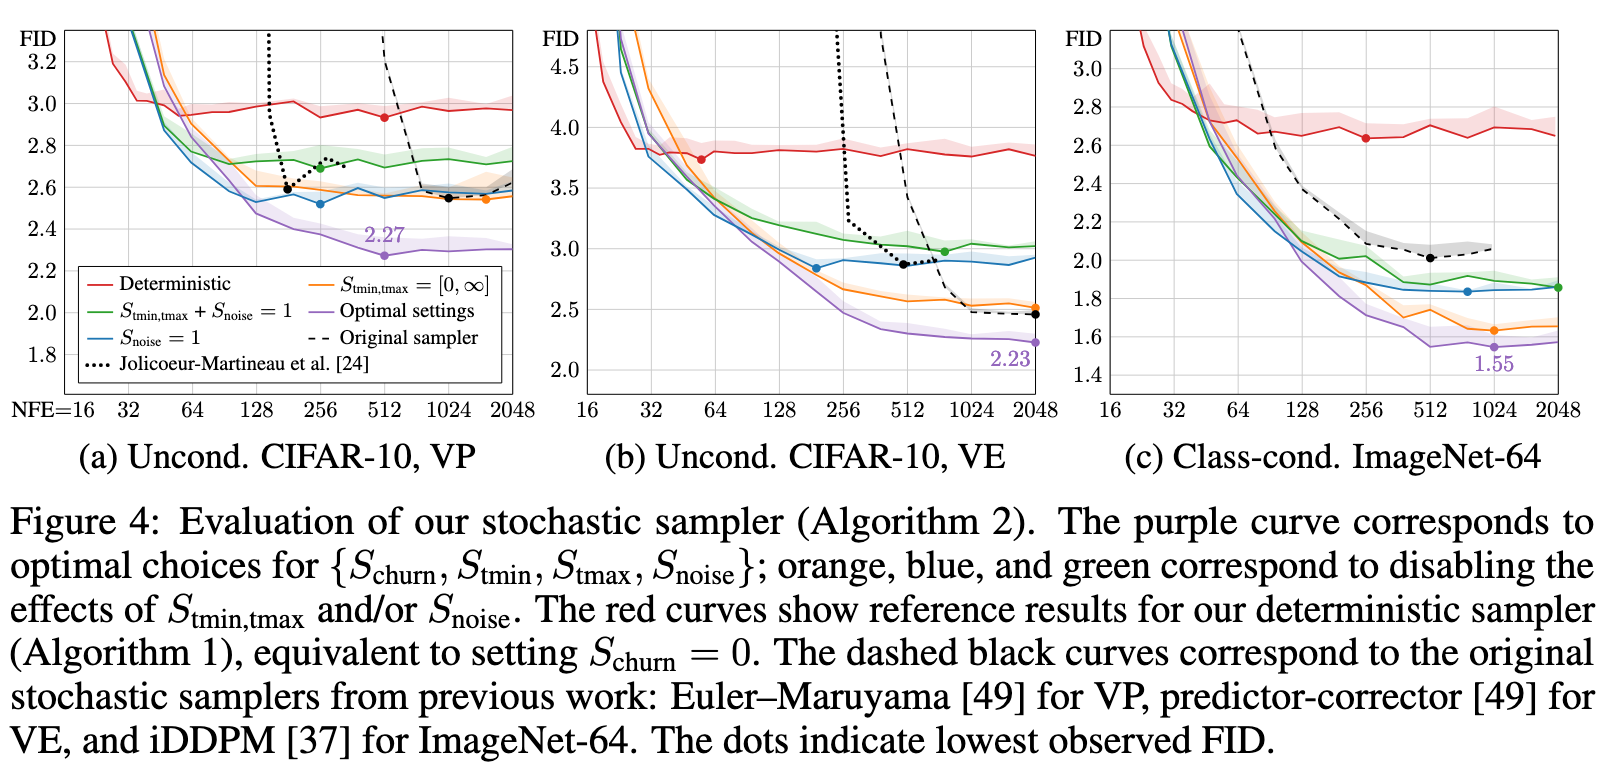 FID
3.2
3.0
2.8
2.6
2.4
2.2
2.0
1.8
2.27
Deterministic
S_tmin,tmax + S_noise = 1
S_noise = 1
Jolicoeur-Martineau et al. [24]
S_tmin,tmax = [0, ∞]
Optimal settings
Original sampler
NFE=16 32 64 128 256 512 1024 2048
(a) Uncond. CIFAR-10, VP
FID
4.5
4.0
3.5
3.0
2.5
2.0
2.23
16 32 64 128 256 512 1024 2048
(b) Uncond. CIFAR-10, VE
FID
3.0
2.8
2.6
2.4
2.2
2.0
1.8
1.6
1.4
1.55
16 32 64 128 256 512 1024 2048
(c) Class-cond. ImageNet-64
Figure 4: Evaluation of our stochastic sampler (Algorithm 2). The purple curve corresponds to
optimal choices for {S_churn, S_tmin, S_tmax, S_noise}; orange, blue, and green correspond to disabling the
effects of S_tmin,tmax and/or S_noise. The red curves show reference results for our deterministic sampler
(Algorithm 1), equivalent to setting S_churn = 0. The dashed black curves correspond to the original
stochastic samplers from previous work: Euler–Maruyama [49] for VP, predictor-corrector [49] for
VE, and iDDPM [37] for ImageNet-64. The dots indicate lowest observed FID.